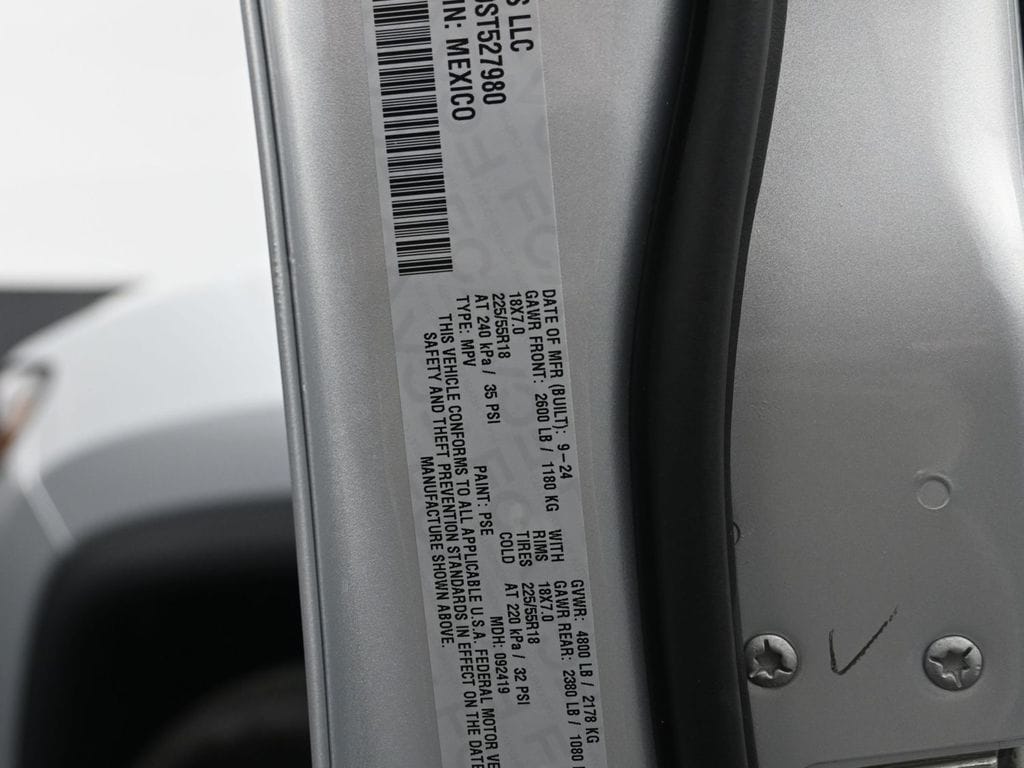 S LLC
ST527980
IN: MEXICO
DATE OF MFR (BUILT): 9-24 GVWR: 4800 LB / 2178 KG
GAWR FRONT: 2600 LB / 1180 KG WITH GAWR REAR: 2380 LB / 1080
18X7.0 RIMS 18X7.0
225/55R18 TIRES 225/55R18
AT 240 kPa / 35 PSI COLD AT 220 kPa / 32 PSI
TYPE: MPV PAINT: PSE MDH: 092419
THIS VEHICLE CONFORMS TO ALL APPLICABLE U.S.A. FEDERAL MOTOR VE
SAFETY AND THEFT PREVENTION STANDARDS IN EFFECT ON THE DATE
MANUFACTURE SHOWN ABOVE.